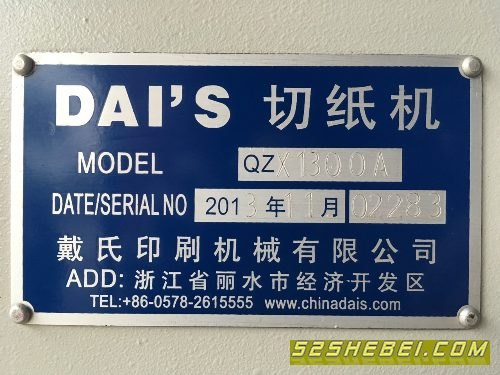 DAI'S 切纸机
MODEL QZX1300A
DATE/SERIAL NO 2013年11月 02283
戴氏印刷机械有限公司
ADD: 浙江省丽水市经济开发区
TEL:+86-0578-2615555 www.chinadais.com
52SHEBEI.COM